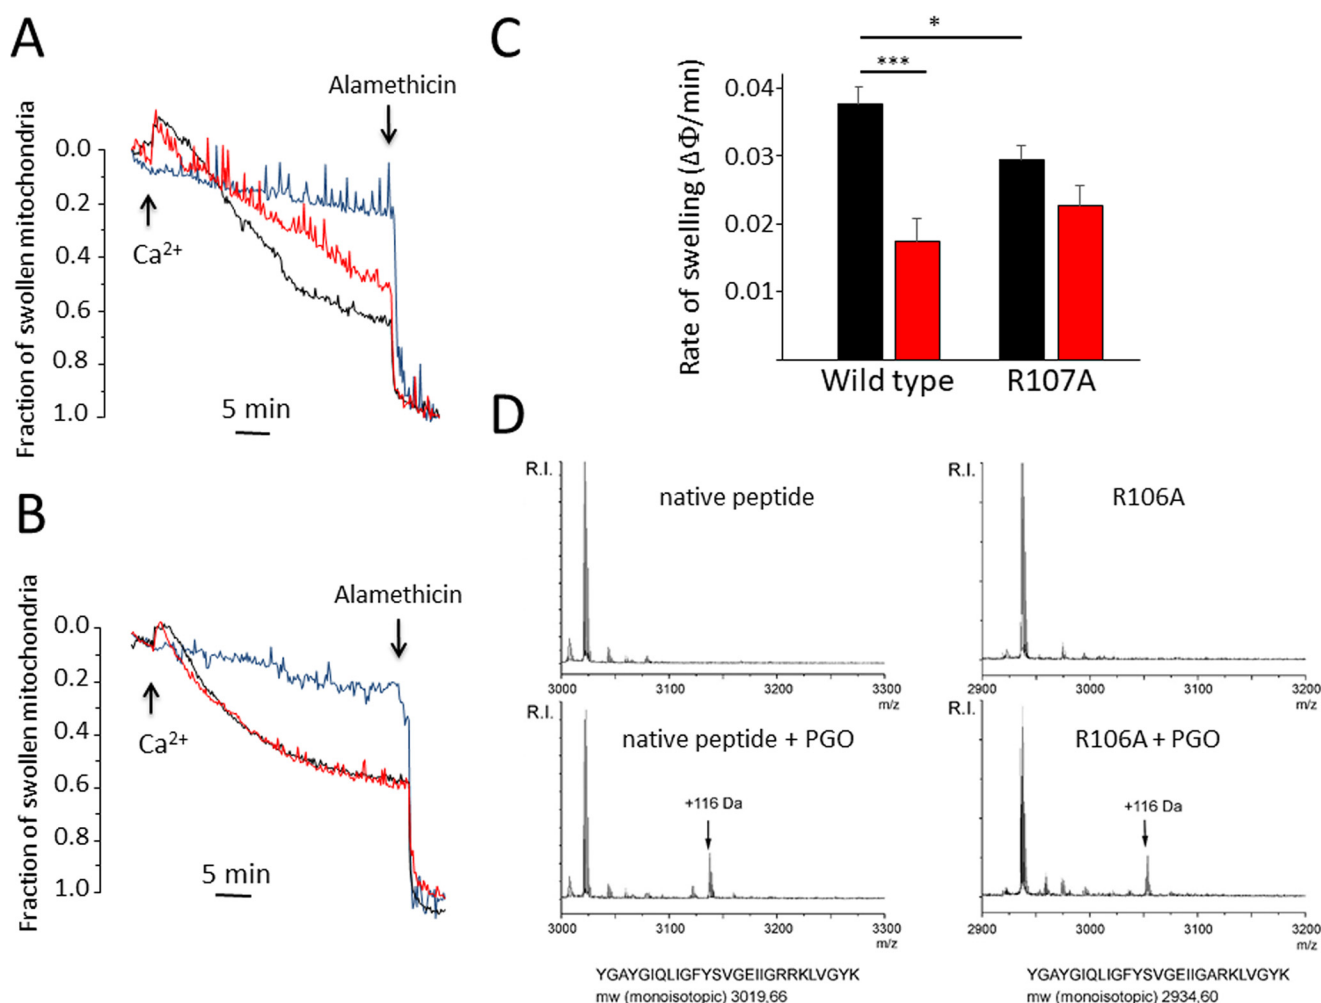 A
Alamethicin
Fraction of swollen mitochondria
0.0
0.2
0.4
0.6
0.8
1.0
Ca²⁺
5 min
B
Alamethicin
Fraction of swollen mitochondria
0.0
0.2
0.4
0.6
0.8
1.0
Ca²⁺
5 min
C
*
***
Rate of swelling (ΔΦ/min)
0.04
0.03
0.02
0.01
Wild type
R107A
D
R.I.
native peptide
3000 3100 3200 3300
m/z
R.I.
R106A
2900 3000 3100 3200
m/z
R.I.
native peptide + PGO
+116 Da
3000 3100 3200 3300
m/z
YGAYGIQLIGFYSVGEIIGRRKLVGYK
mw (monoisotopic) 3019.66
R.I.
R106A + PGO
+116 Da
2900 3000 3100 3200
m/z
YGAYGIQLIGFYSVGEIIGARKLVGYK
mw (monoisotopic) 2934.60